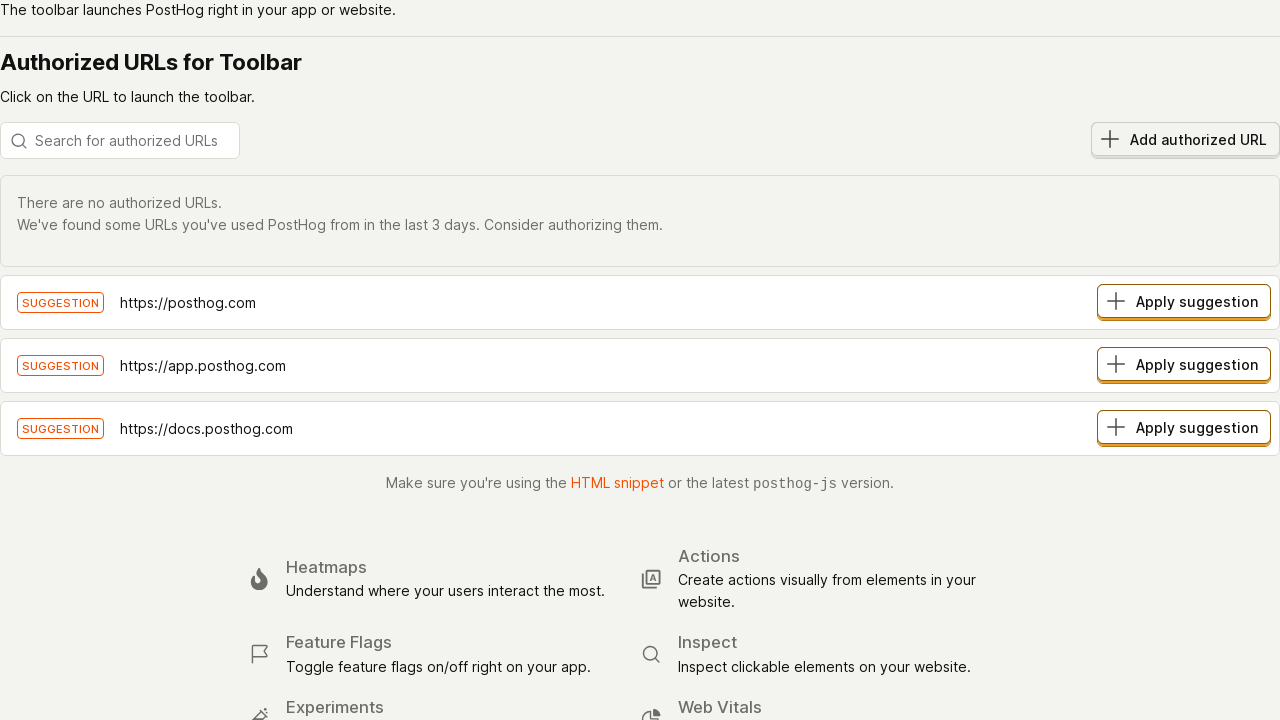 The toolbar launches PostHog right in your app or website.
Authorized URLs for Toolbar
Click on the URL to launch the toolbar.
Search for authorized URLs
Add authorized URL
There are no authorized URLs.
We've found some URLs you've used PostHog from in the last 3 days. Consider authorizing them.
SUGGESTION https://posthog.com Apply suggestion
SUGGESTION https://app.posthog.com Apply suggestion
SUGGESTION https://docs.posthog.com Apply suggestion
Make sure you're using the HTML snippet or the latest posthog-js version.
Heatmaps
Understand where your users interact the most.
Actions
Create actions visually from elements in your
website.
Feature Flags
Toggle feature flags on/off right on your app.
Inspect
Inspect clickable elements on your website.
Experiments
Web Vitals